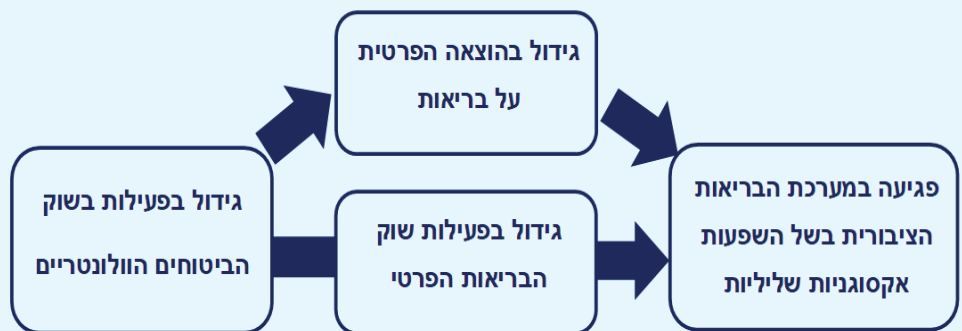 גידול בהוצאה הפרטית
על בריאות
גידול בפעילות בשוק
הביטוחים הוולונטריים
גידול בפעילות שוק
הבריאות הפרטי
פגיעה במערכת הבריאות
הציבורית בשל השפעות
אקסוגניות שליליות